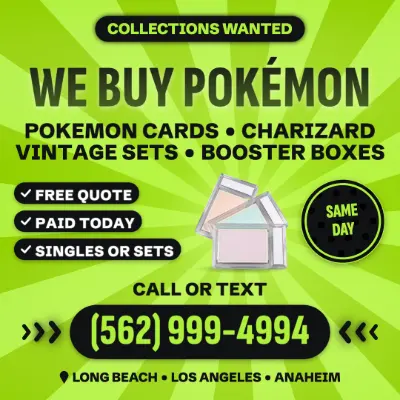 COLLECTIONS WANTED
WE BUY POKÉMON
POKEMON CARDS • CHARIZARD
VINTAGE SETS • BOOSTER BOXES
FREE QUOTE
PAID TODAY
SINGLES OR SETS
SAME
DAY
CALL OR TEXT
(562) 999-4994
LONG BEACH • LOS ANGELES • ANAHEIM